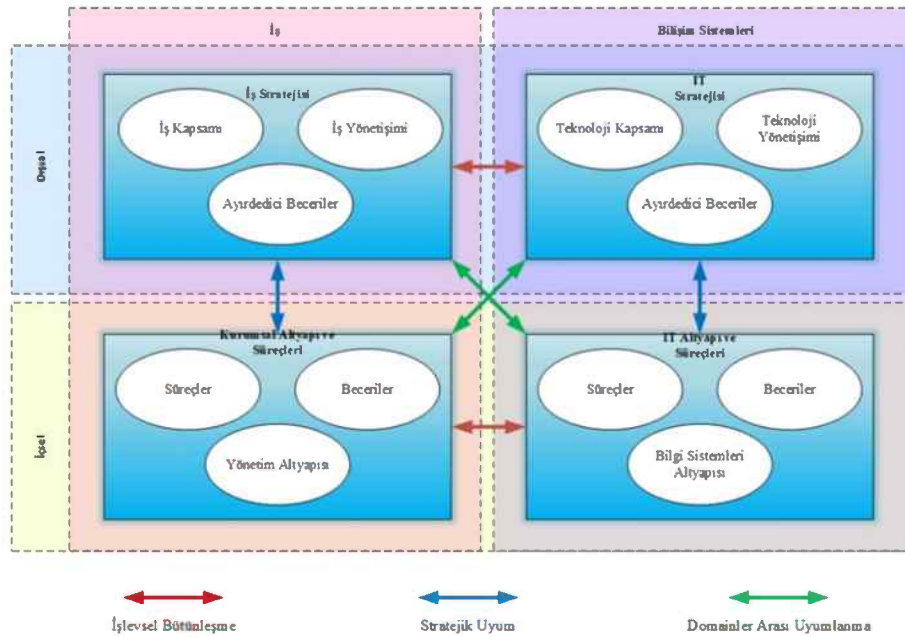 İş
Bilişim Sistemleri
Dışsal
İş Stratejisi
İş Kapsamı
İş Yönetişimi
Ayırdedici Beceriler
IT
Stratejisi
Teknoloji Kapsamı
Teknoloji
Yönetişimi
Ayırdedici Beceriler
İçsel
Kurumsal Altyapı ve
Süreçleri
Süreçler
Beceriler
Yönetim Altyapısı
IT Altyapı ve
Süreçleri
Süreçler
Beceriler
Bilgi Sistemleri
Altyapısı
İşlevsel Bütünleşme
Stratejik Uyum
Domainler Arası Uyumlanma